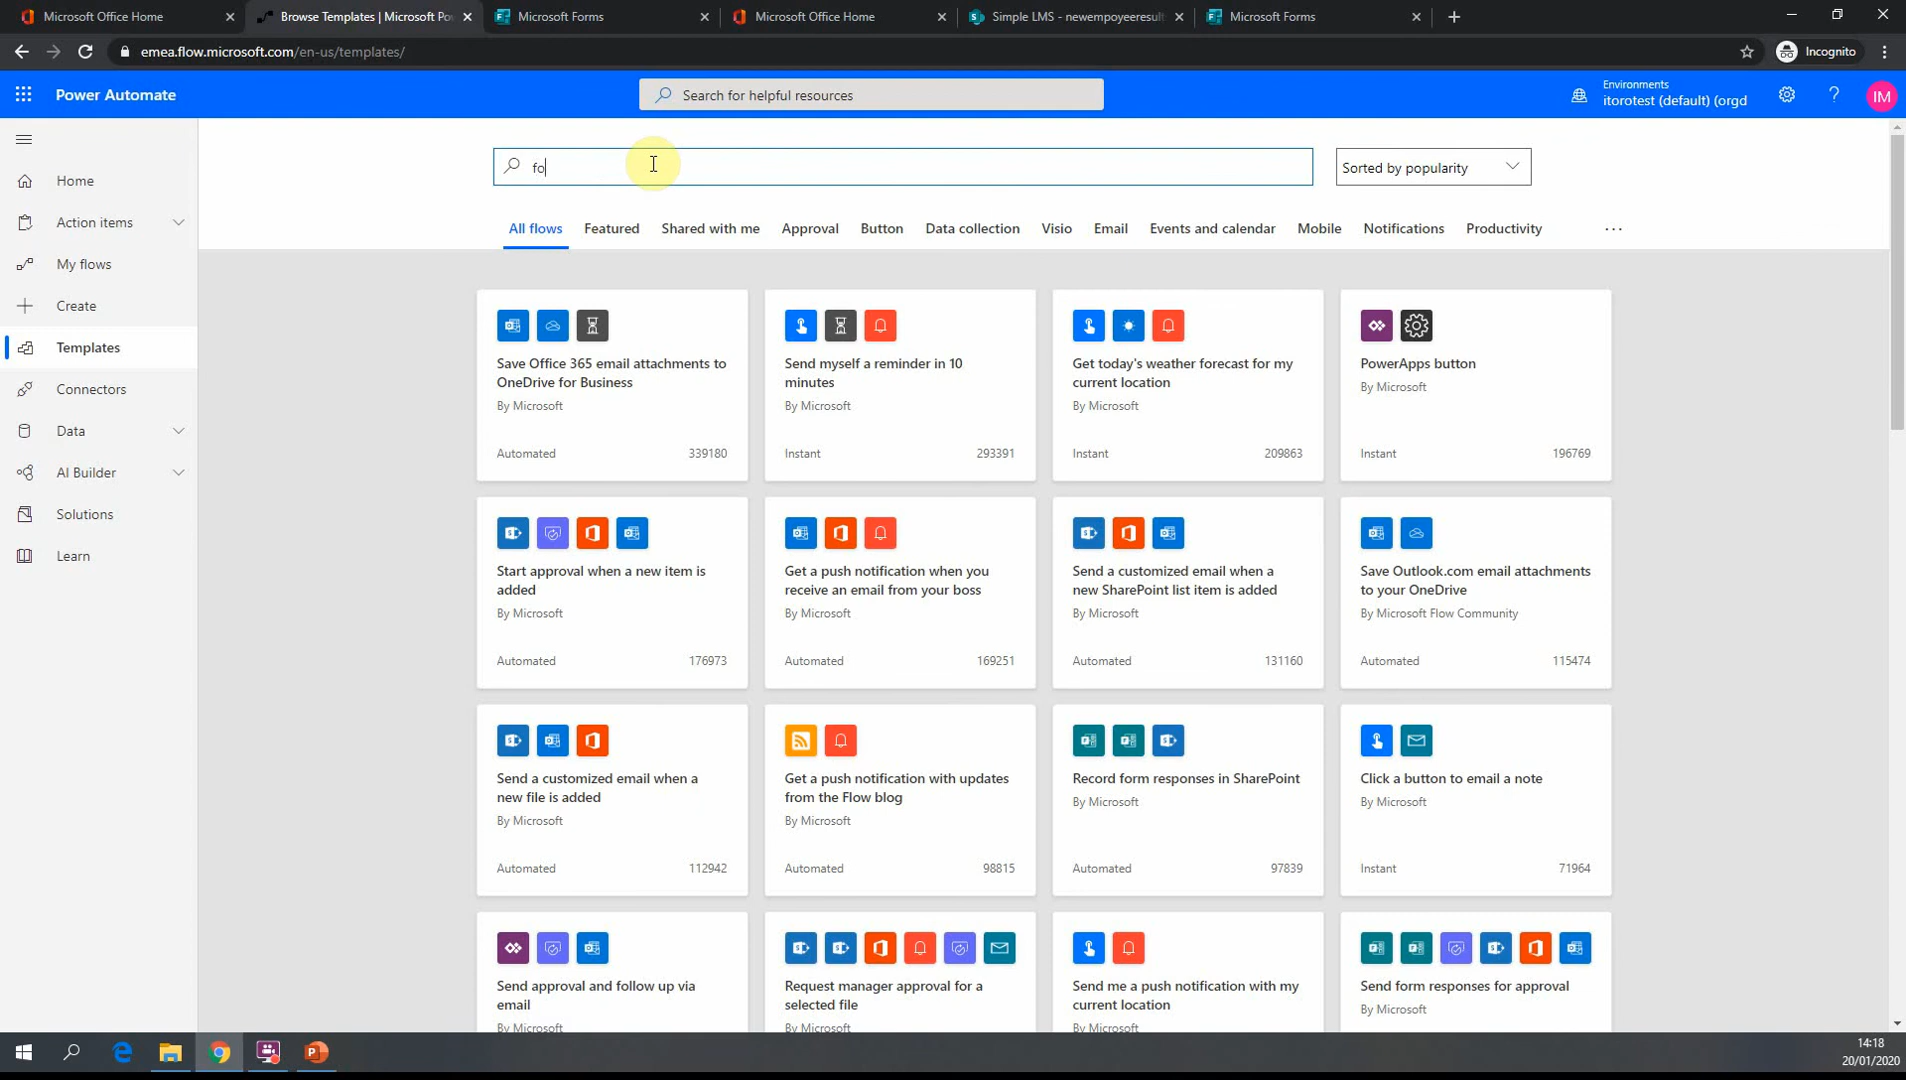 Microsoft Office Home
Browse Templates | Microsoft Po
Microsoft Forms
Microsoft Office Home
Simple LMS - newempoyeeresult
Microsoft Forms
emea.flow.microsoft.com/en-us/templates/
Incognito
Power Automate
Search for helpful resources
Environments
itorotest (default) (orgd
?
IM
fo
Sorted by popularity
Home
Action items
My flows
Create
Templates
Connectors
Data
AI Builder
Solutions
Learn
All flows
Featured
Shared with me
Approval
Button
Data collection
Visio
Email
Events and calendar
Mobile
Notifications
Productivity
...
Save Office 365 email attachments to
OneDrive for Business
By Microsoft
Automated
339180
Send myself a reminder in 10
minutes
By Microsoft
Instant
293391
Get today's weather forecast for my
current location
By Microsoft
Instant
209863
PowerApps button
By Microsoft
Instant
196769
Start approval when a new item is
added
By Microsoft
Automated
176973
Get a push notification when you
receive an email from your boss
By Microsoft
Automated
169251
Send a customized email when a
new SharePoint list item is added
By Microsoft
Automated
131160
Save Outlook.com email attachments
to your OneDrive
By Microsoft Flow Community
Automated
115474
Send a customized email when a
new file is added
By Microsoft
Automated
112942
Get a push notification with updates
from the Flow blog
By Microsoft
Automated
98815
Record form responses in SharePoint
By Microsoft
Automated
97839
Click a button to email a note
By Microsoft
Instant
71964
Send approval and follow up via
email
By Microsoft
Request manager approval for a
selected file
By Microsoft
Send me a push notification with my
current location
By Microsoft
Send form responses for approval
By Microsoft
14:18
20/01/2020